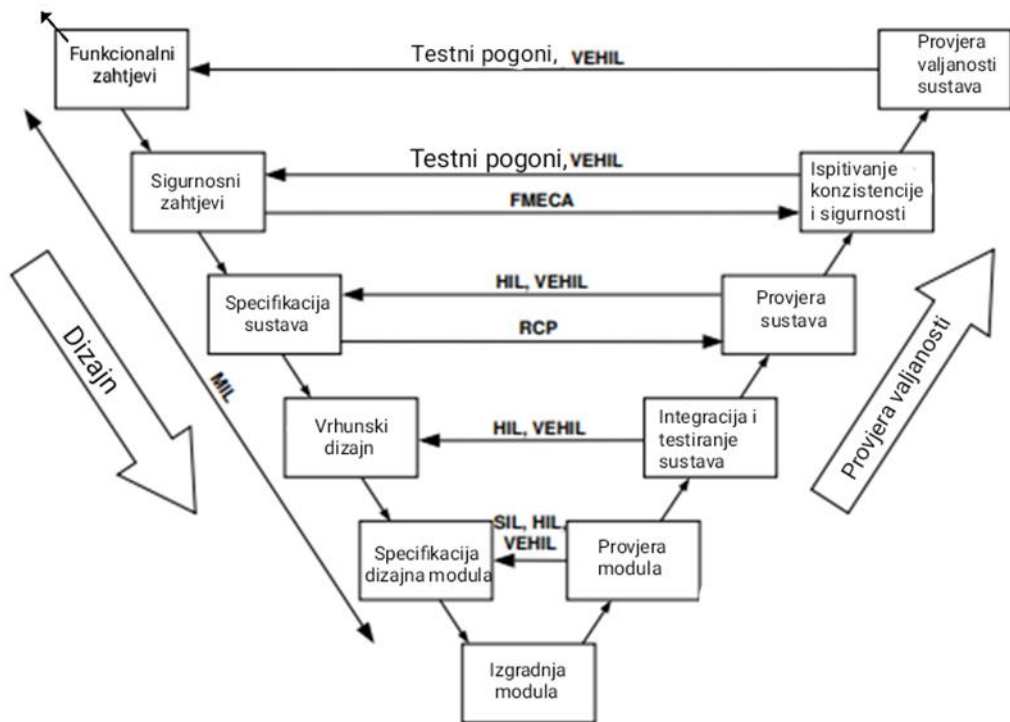 Funkcionalni
zahtjevi
Testni pogoni, VEHIL
Provjera
valjanosti
sustava
Sigurnosni
zahtjevi
Testni pogoni, VEHIL
FMECA
Ispitivanje
konzistencije
i sigurnosti
Specifikacija
sustava
HIL, VEHIL
RCP
Provjera
sustava
Dizajn
MIL
Provjera valjanosti
Vrhunski
dizajn
HIL, VEHIL
Integracija i
testiranje
sustava
Specifikacija
dizajna modula
SIL, HIL,
VEHIL
Provjera
modula
Izgradnja
modula